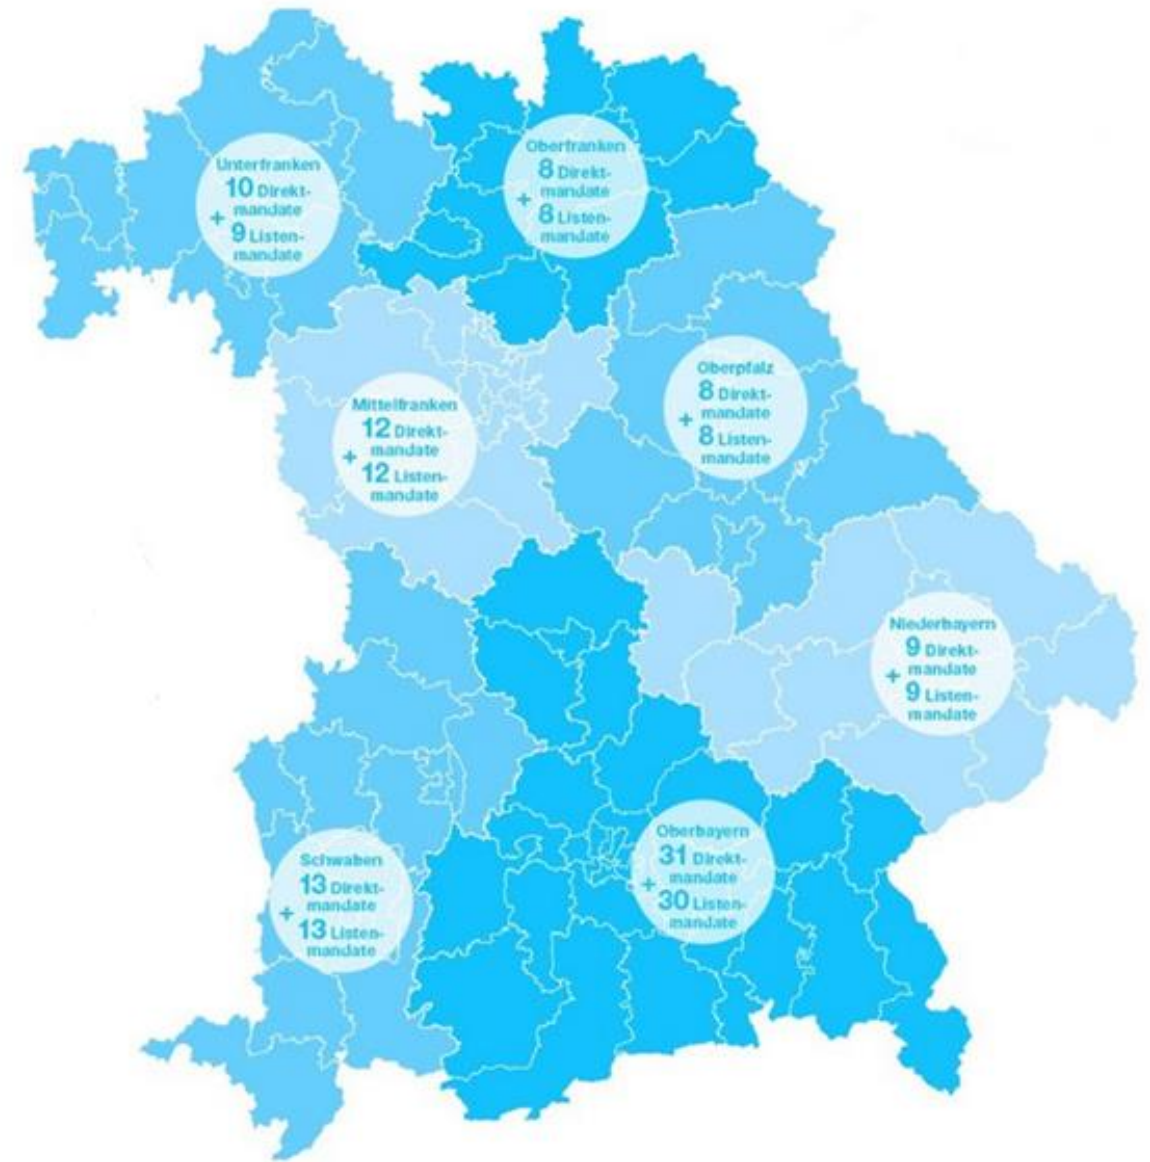 Unterfranken
10 Direkt-
mandate
+
9 Listen-
mandate
Oberfranken
8 Direkt-
mandate
+
8 Listen-
mandate
Mittelfranken
12 Direkt-
mandate
+
12 Listen-
mandate
Oberpfalz
8 Direkt-
mandate
+
8 Listen-
mandate
Niederbayern
9 Direkt-
mandate
+
9 Listen-
mandate
Schwaben
13 Direkt-
mandate
+
13 Listen-
mandate
Oberbayern
31 Direkt-
mandate
+
30 Listen-
mandate